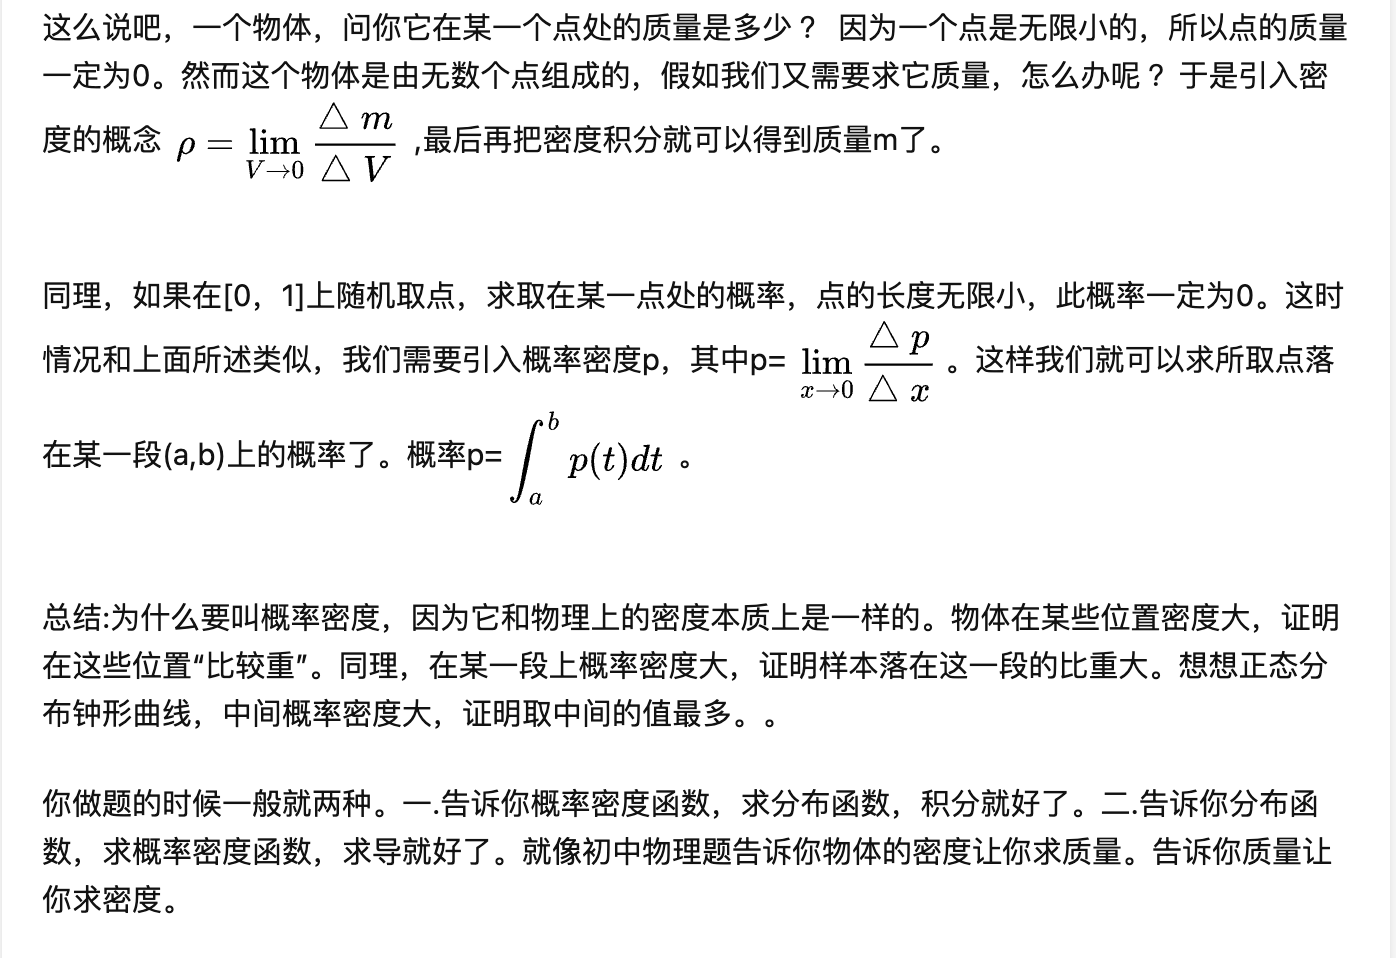 这么说吧，一个物体，问你它在某一个点处的质量是多少？ 因为一个点是无限小的，所以点的质量
一定为0。然而这个物体是由无数个点组成的，假如我们又需要求它质量，怎么办呢？于是引入密
度的概念 $\rho = \lim\limits_{V \to 0} \frac{\triangle m}{\triangle V}$ ,最后再把密度积分就可以得到质量m了。
同理，如果在[0，1]上随机取点，求取在某一点处的概率，点的长度无限小，此概率一定为0。这时
情况和上面所述类似，我们需要引入概率密度p，其中p= $\lim\limits_{x \to 0} \frac{\triangle p}{\triangle x}$ 。这样我们就可以求所取点落
在某一段(a,b)上的概率了。概率p= $\int_a^b p(t)dt$ 。
总结:为什么要叫概率密度，因为它和物理上的密度本质上是一样的。物体在某些位置密度大，证明
在这些位置“比较重”。同理，在某一段上概率密度大，证明样本落在这一段的比重大。想想正态分
布钟形曲线，中间概率密度大，证明取中间的值最多。。
你做题的时候一般就两种。一.告诉你概率密度函数，求分布函数，积分就好了。二.告诉你分布函
数，求概率密度函数，求导就好了。就像初中物理题告诉你物体的密度让你求质量。告诉你质量让
你求密度。